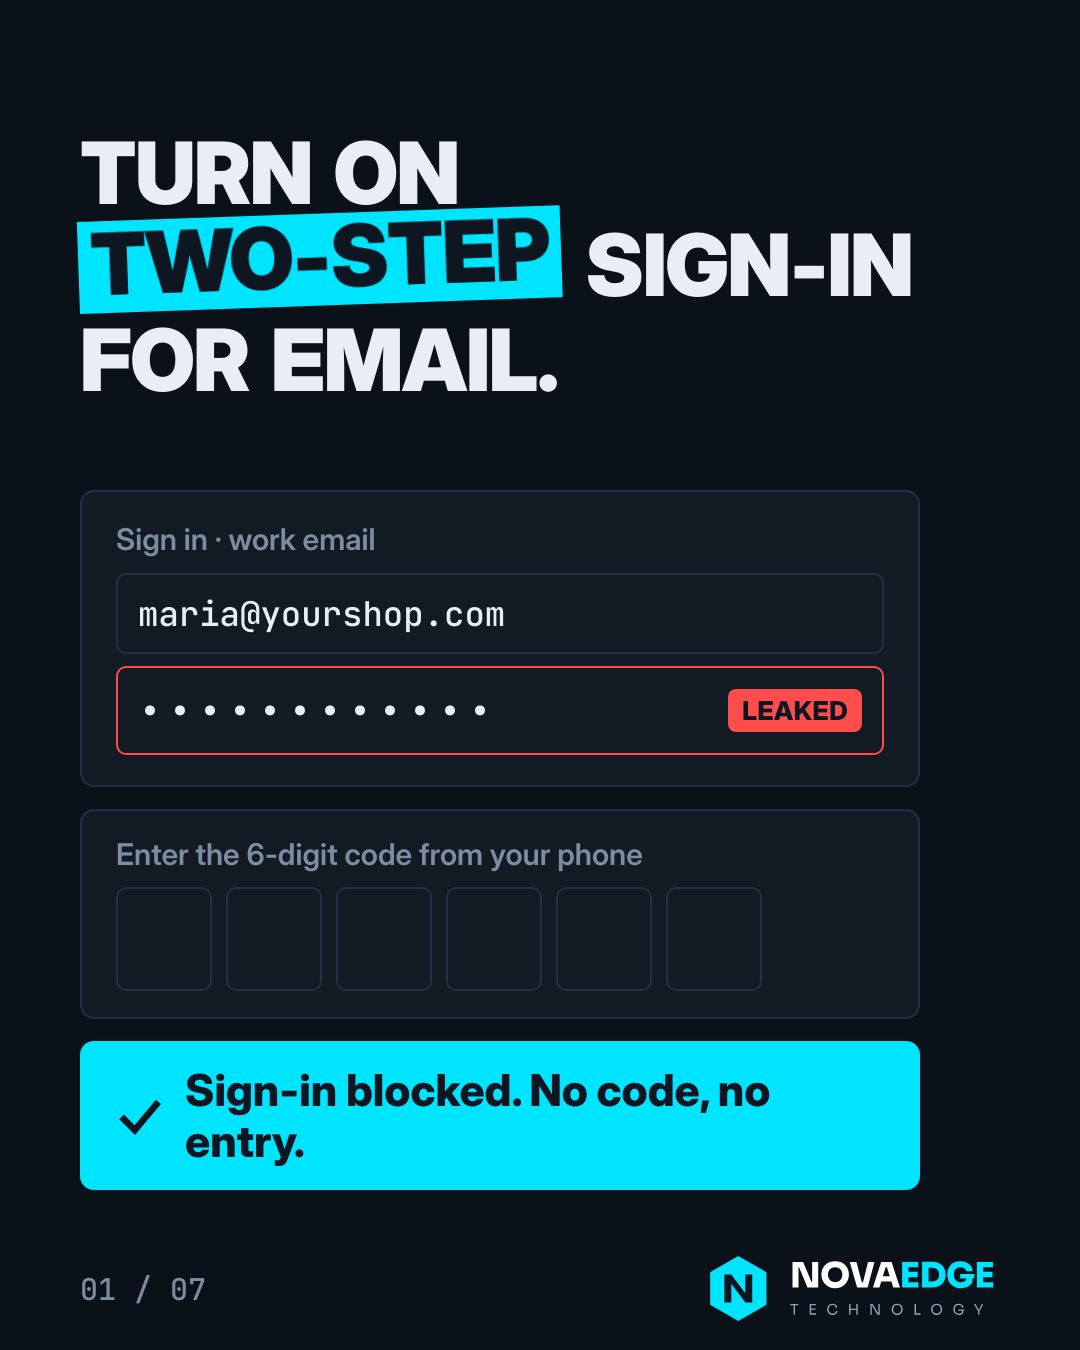 TURN ON
TWO-STEP SIGN-IN
FOR EMAIL.
Sign in · work email
maria@yourshop.com
LEAKED
Enter the 6-digit code from your phone
Sign-in blocked. No code, no
entry.
01 / 07
N
NOVAEDGE
TECHNOLOGY